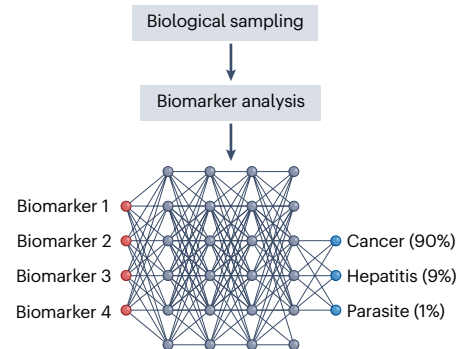 Biological sampling
Biomarker analysis
Biomarker 1
Biomarker 2
Biomarker 3
Biomarker 4
Cancer (90%)
Hepatitis (9%)
Parasite (1%)